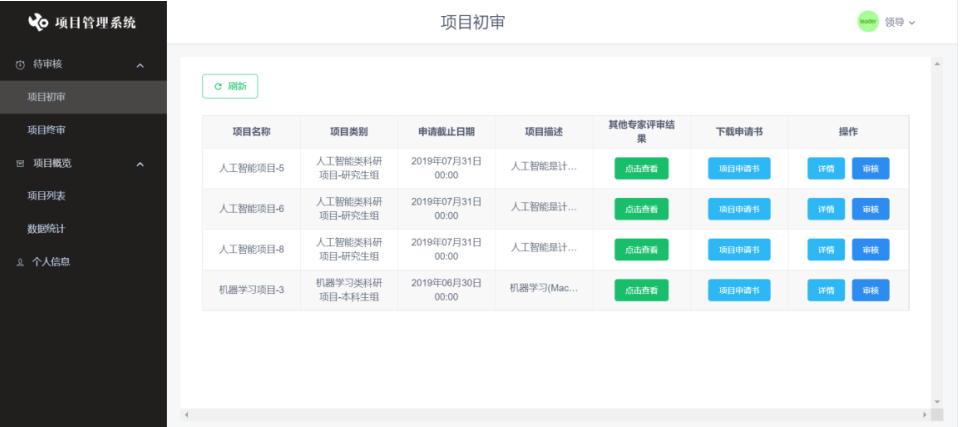 项目管理系统
项目初审
leader 领导
待审核
项目初审
项目终审
项目概览
项目列表
数据统计
个人信息
刷新
项目名称 项目类别 申请截止日期 项目描述 其他专家评审结果 下载申请书 操作
人工智能项目-5 人工智能类科研项目-研究生组 2019年07月31日 00:00 人工智能是计... 点击查看 项目申请书 详情 审核
人工智能项目-6 人工智能类科研项目-研究生组 2019年07月31日 00:00 人工智能是计... 点击查看 项目申请书 详情 审核
人工智能项目-8 人工智能类科研项目-研究生组 2019年07月31日 00:00 人工智能是计... 点击查看 项目申请书 详情 审核
机器学习项目-3 机器学习类科研项目-本科生组 2019年06月30日 00:00 机器学习(Mac... 点击查看 项目申请书 详情 审核